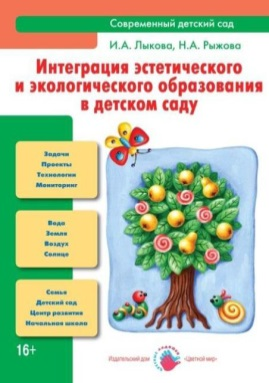 Современный детский сад
И.А. Лыкова, Н.А. Рыжова
Интеграция эстетического
и экологического образования
в детском саду
Задачи
Проекты
Технологии
Мониторинг
Вода
Земля
Воздух
Солнце
Семья
Детский сад
Центр развития
Начальная школа
16+
Издательский дом
«Цветной мир»